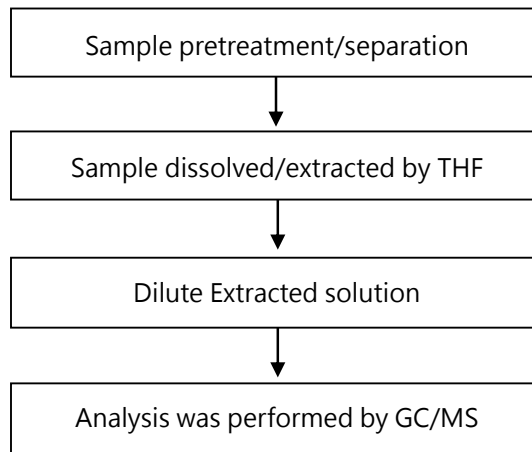 Sample pretreatment/separation
Sample dissolved/extracted by THF
Dilute Extracted solution
Analysis was performed by GC/MS